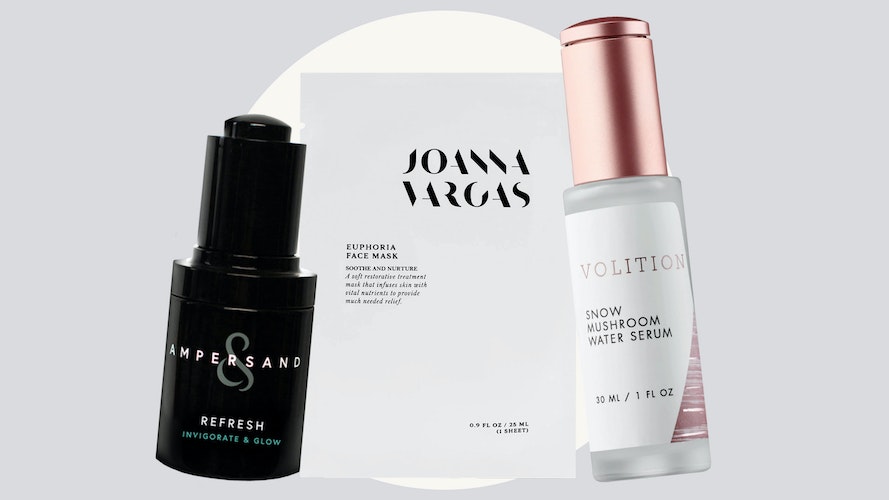 AMPERSAND
&
REFRESH
INVIGORATE & GLOW
JOANNA
VARGAS
EUPHORIA
FACE MASK
SOOTHE AND NURTURE
A soft restorative treatment
mask that infuses skin with
vital nutrients to provide
much needed relief.
0.9 FL OZ / 25 ML
(1 SHEET)
VOLITION
SNOW
MUSHROOM
WATER SERUM
30 ML / 1 FL OZ